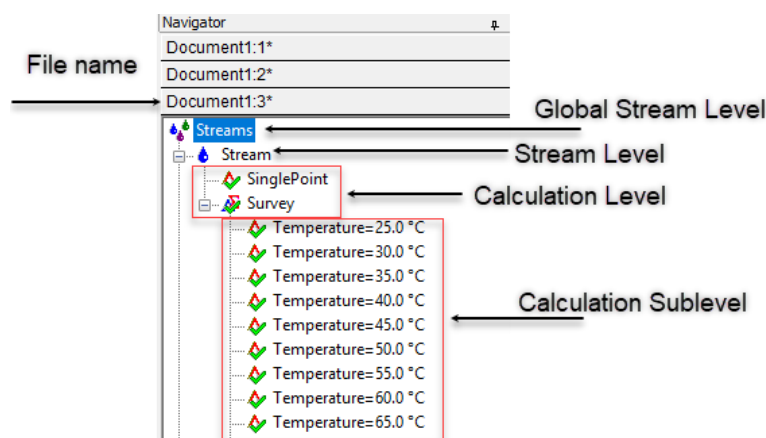 Navigator
Document1:1*
File name
Document1:2*
Document1:3*
Global Stream Level
Streams
Stream
Stream Level
SinglePoint
Calculation Level
Survey
Temperature=25.0 °C
Temperature=30.0 °C
Temperature=35.0 °C
Temperature=40.0 °C
Calculation Sublevel
Temperature=45.0 °C
Temperature=50.0 °C
Temperature=55.0 °C
Temperature=60.0 °C
Temperature=65.0 °C